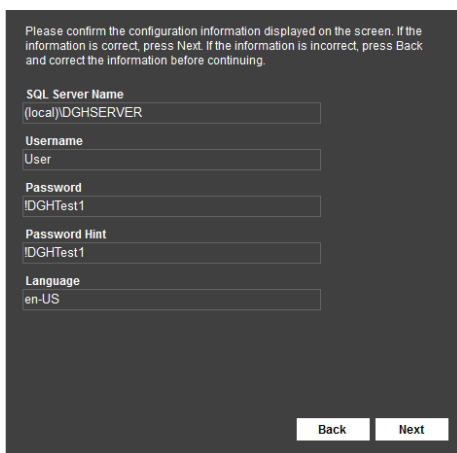 Please confirm the configuration information displayed on the screen. If the
information is correct, press Next. If the information is incorrect, press Back
and correct the information before continuing.
SQL Server Name
(local)\DGHSERVER
Username
User
Password
!DGHTest1
Password Hint
!DGHTest1
Language
en-US
Back Next